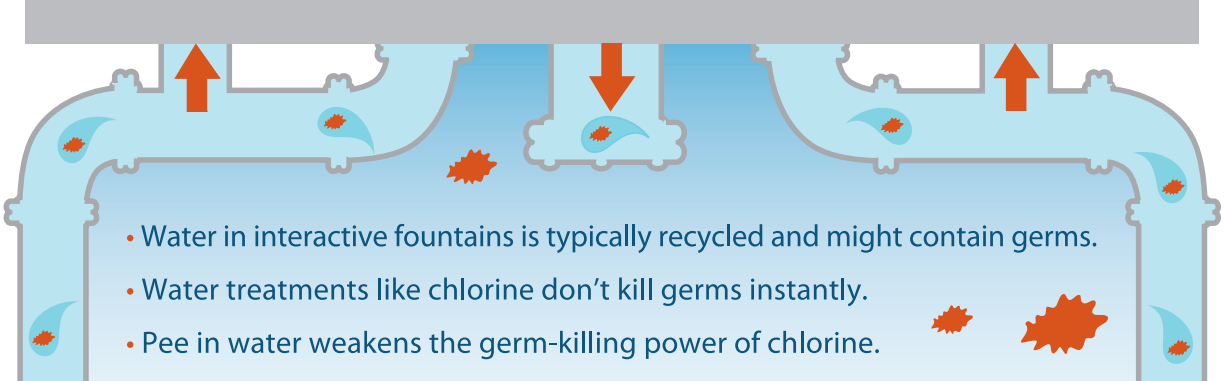 • Water in interactive fountains is typically recycled and might contain germs.
• Water treatments like chlorine don’t kill germs instantly.
• Pee in water weakens the germ-killing power of chlorine.